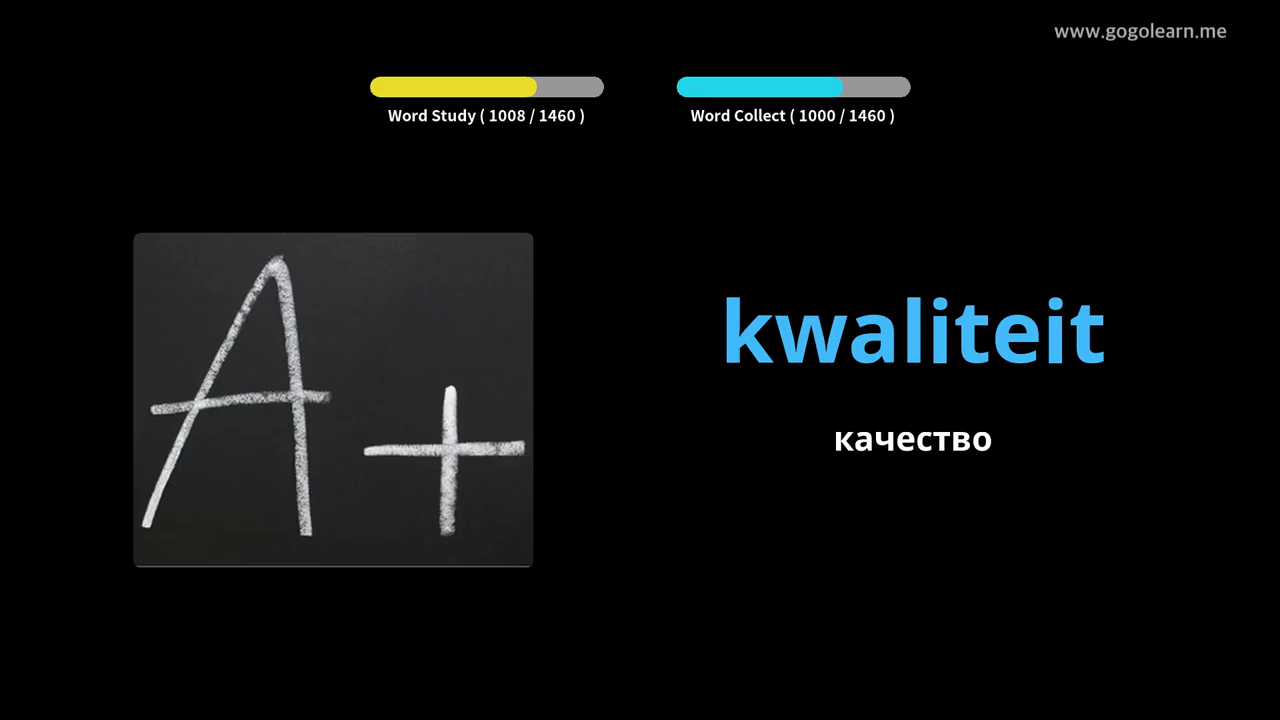 www.gogolearn.me
Word Study ( 1008 / 1460 )
Word Collect ( 1000 / 1460 )
A+
kwaliteit
качество